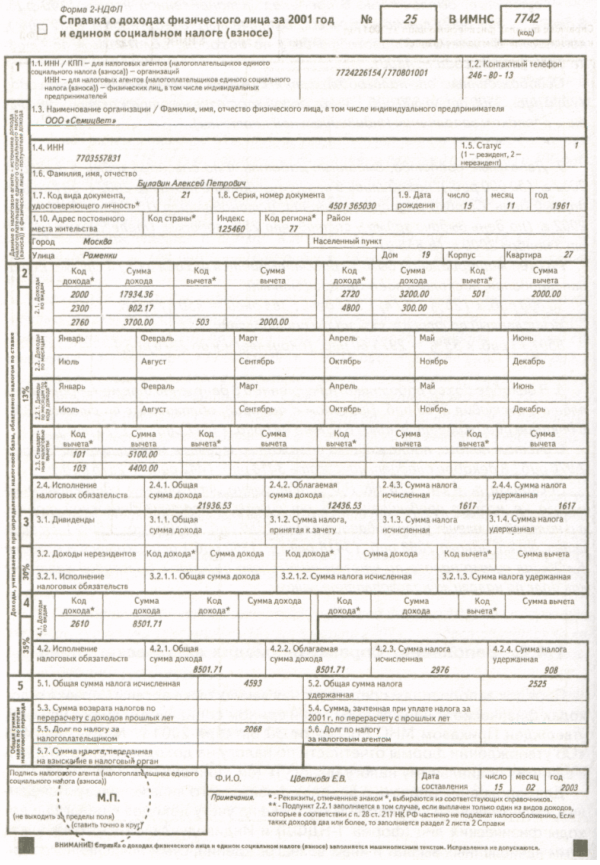 Форма 2-НДФЛ
Справка о доходах физического лица за 2001 год
и едином социальном налоге (взносе)
№ 25 В ИМНС 7742
(код)
1
1.1. ИНН / КПП – для налоговых агентов (налогоплательщиков единого
социального налога (взноса)) – организаций
ИНН – для налоговых агентов (налогоплательщиков единого социального налога
(взноса)) – физических лиц, в том числе индивидуальных
предпринимателей
7724226154/770801001
1.2. Контактный телефон
246-80-13
1.3. Наименование организации / Фамилия, имя, отчество физического лица, в том числе индивидуального предпринимателя
ООО «Семицвет»
1.4. ИНН
7703557831
1.5. Статус
(1 – резидент, 2 –
нерезидент)
1
1.6. Фамилия, имя, отчество
Булавин Алексей Петрович
1.7. Код вида документа,
удостоверяющего личность*
21
1.8. Серия, номер документа
4501 365030
1.9. Дата
рождения
число месяц год
15 11 1961
1.10. Адрес постоянного
места жительства
Код страны*
Индекс
125460
Код региона*
77
Район
Город Москва Населенный пункт
Улица Раменки Дом 19 Корпус Квартира 27
Данные о налоговом агенте - источнике дохода
(налогоплательщике единого социального налога
(взноса)) и физическом лице - получателе дохода
Доходы, учитываемые при определении налоговой базы, облагаемой налогом по ставке
2
13%
2.1. Доходы
по видам
Код дохода* Сумма дохода Код вычета* Сумма вычета Код дохода* Сумма дохода Код вычета* Сумма вычета
2000 17934.36 2720 3200.00 501 2000.00
2300 802.17 4800 300.00
2760 3700.00 503 2000.00
2.2. Доходы
по месяцам
Январь Февраль Март Апрель Май Июнь
Июль Август Сентябрь Октябрь Ноябрь Декабрь
Январь Февраль Март Апрель Май Июнь
Июль Август Сентябрь Октябрь Ноябрь Декабрь
2.3. Стандарт-
ные налоговые
вычеты
Код вычета* Сумма вычета Код вычета* Сумма вычета Код вычета* Сумма вычета Код вычета* Сумма вычета
101 5100.00
103 4400.00
2.4. Исполнение
налоговых обязательств
2.4.1. Общая
сумма дохода
21936.53
2.4.2. Облагаемая
сумма дохода
12436.53
2.4.3. Сумма налога
исчисленная
1617
2.4.4. Сумма налога
удержанная
1617
3
30%
3.1. Дивиденды
3.1.1. Общая
сумма дохода
3.1.2. Сумма налога,
принятая к зачету
3.1.3. Сумма налога
исчисленная
3.1.4. Сумма налога
удержанная
3.2. Доходы нерезидентов Код дохода* Сумма дохода Код дохода* Сумма дохода Код вычета* Сумма вычета
3.2.1. Исполнение
налоговых обязательств
3.2.1.1. Общая сумма дохода 3.2.1.2. Сумма налога исчисленная 3.2.1.3. Сумма налога удержанная
4
35%
4.1. Доходы
по видам
Код дохода* Сумма дохода Код дохода* Сумма дохода Код дохода* Сумма дохода Код вычета* Сумма вычета
2610 8501.71
4.2. Исполнение
налоговых обязательств
4.2.1. Общая
сумма дохода
8501.71
4.2.2. Облагаемая
сумма дохода
8501.71
4.2.3. Сумма налога
исчисленная
2976
4.2.4. Сумма налога
удержанная
908
5
Общая сумма
налога по итогам
налогового периода
5.1. Общая сумма налога исчисленная 4593
5.2. Общая сумма налога
удержанная
2525
5.3. Сумма возврата налогов по
перерасчету с доходов прошлых лет
5.4. Сумма, зачтенная при уплате налога за
2001 г. по перерасчету с прошлых лет
5.5. Долг по налогу за
налогоплательщиком
2068
5.6. Долг по налогу
за налоговым агентом
5.7. Сумма налога, переданная
на взыскание в налоговый орган
Подпись налогового агента (налогоплательщика единого
социального налога (взноса))
М.П.
(не выходить за пределы поля)
(ставить точно в круг)
Ф.И.О. Цветкова Е.В.
Дата
составления
число месяц год
15 02 2003
Примечания.
* - Реквизиты, отмеченные знаком *, выбираются из соответствующих справочников.
** - Подпункт 2.2.1 заполняется в том случае, если выплачен только один из видов доходов,
которые в соответствии с п. 28 ст. 217 НК РФ частично не подлежат налогообложению. Если
таких доходов два или более, то заполняется раздел 2 листа 2 Справки
ВНИМАНИЕ! Справка о доходах физического лица и едином социальном налоге (взносе) заполняется машинописным текстом. Исправления не допускаются.